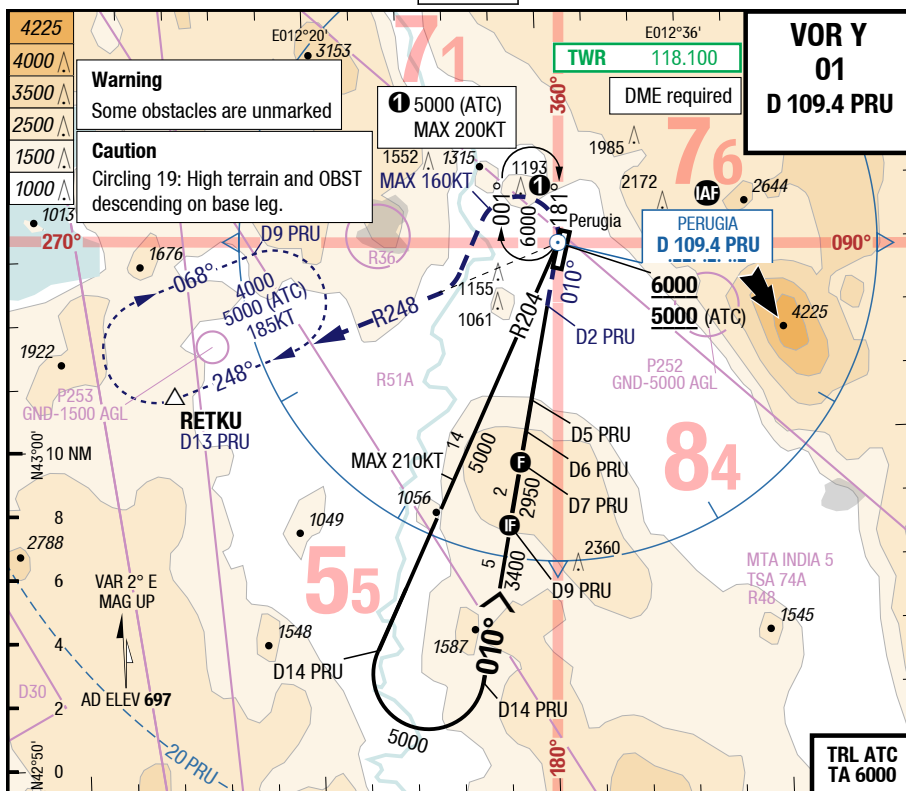 4225
4000
3500
2500
1500
1000
Warning
Some obstacles are unmarked
Caution
Circling 19: High terrain and OBST
descending on base leg.
E012°20'
3153
71
1 5000 (ATC)
MAX 200KT
E012°36'
TWR 118.100
DME required
VOR Y
01
D 109.4 PRU
360°
1985
76
IAF
2172
2644
1552
1315
1193
MAX 160KT
1
001°
6000
181°
Perugia
PERUGIA
D 109.4 PRU
1013
270°
090°
D9 PRU
R36
1676
068°
4000
5000 (ATC)
185KT
R248
248°
1155
1061
R204
010°
6000
5000 (ATC)
4225
D2 PRU
1922
P253
GND-1500 AGL
RETKU
D13 PRU
R51A
P252
GND-5000 AGL
N43°00'
10 NM
8
6
4
2
0
N42°50'
MAX 210KT
14
5000
D5 PRU
D6 PRU
F
D7 PRU
2
2950
84
1056
1049
IF
2788
55
5
3400
2360
D9 PRU
MTA INDIA 5
TSA 74A
R48
VAR 2° E
MAG UP
1545
1548
1587
010°
D14 PRU
D14 PRU
D30
AD ELEV 697
5000
20 PRU
180°
TRL ATC
TA 6000